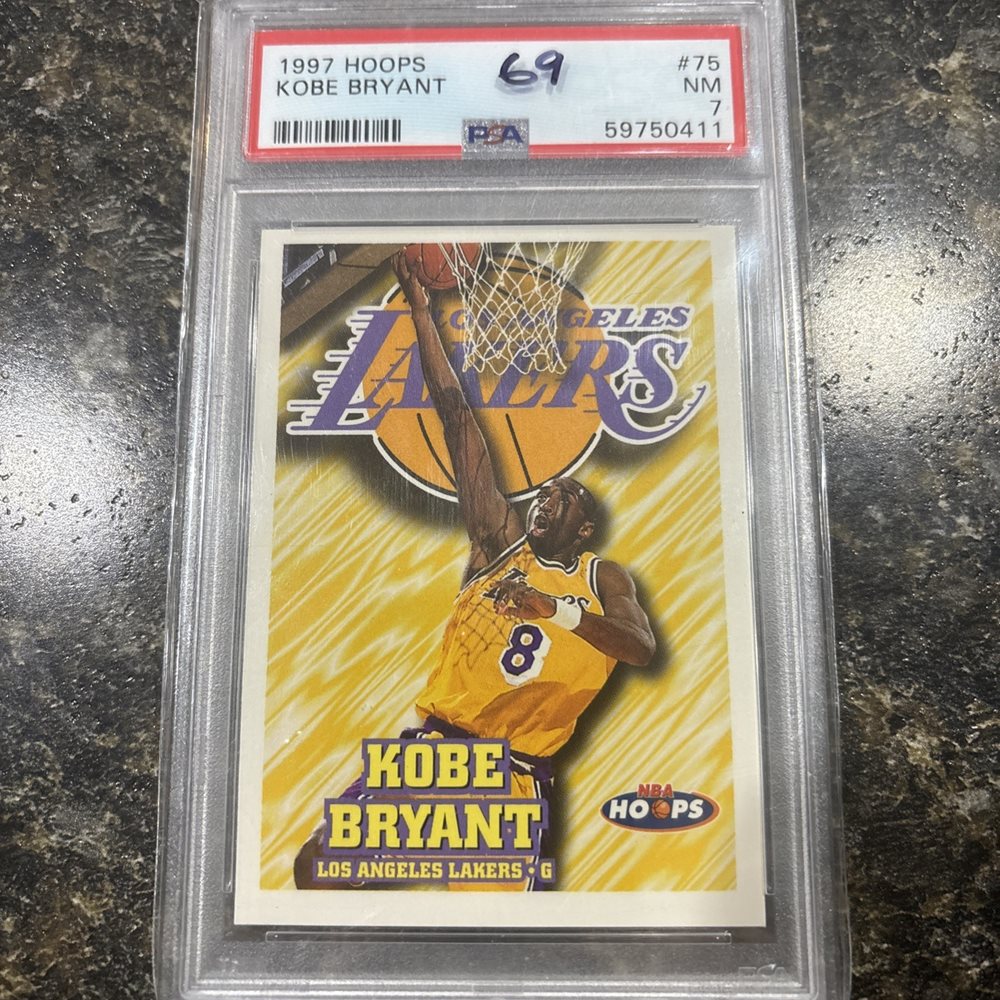 1997 HOOPS
KOBE BRYANT
69
#75
NM
7
59750411
PSA
LOS ANGELES
LAKERS
8
KOBE
BRYANT
LOS ANGELES LAKERS • G
NBA
HOOPS
PSA